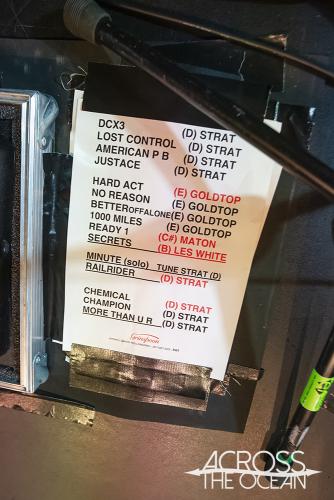 DCX3 (D) STRAT
LOST CONTROL (D) STRAT
AMERICAN P B (D) STRAT
JUSTACE (D) STRAT
HARD ACT (E) GOLDTOP
NO REASON (E) GOLDTOP
BETTEROFFALONE(E) GOLDTOP
1000 MILES (E) GOLDTOP
READY 1 (C#) MATON
SECRETS (B) LES WHITE
MINUTE (solo) TUNE STRAT (D)
RAILRIDER (D) STRAT
CHEMICAL (D) STRAT
CHAMPION (D) STRAT
MORE THAN U R (D) STRAT
grinspoon
ACROSS
THE OCEAN